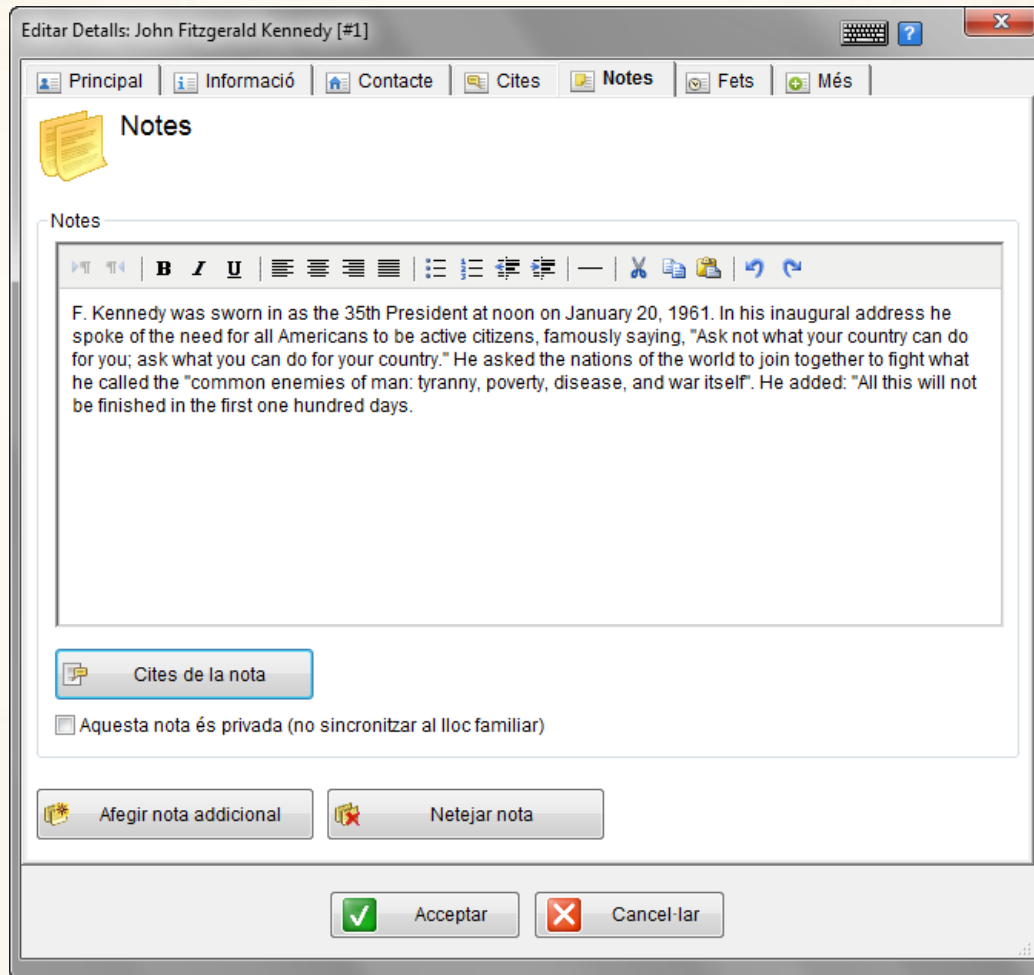 Editar Detalls: John Fitzgerald Kennedy [#1]
Principal Informació Contacte Cites Notes Fets Més
Notes
Notes
B I U
F. Kennedy was sworn in as the 35th President at noon on January 20, 1961. In his inaugural address he
spoke of the need for all Americans to be active citizens, famously saying, "Ask not what your country can do
for you; ask what you can do for your country." He asked the nations of the world to join together to fight what
he called the "common enemies of man: tyranny, poverty, disease, and war itself". He added: "All this will not
be finished in the first one hundred days.
Cites de la nota
Aquesta nota és privada (no sincronitzar al lloc familiar)
Afegir nota addicional Netejar nota
Acceptar Cancel·lar